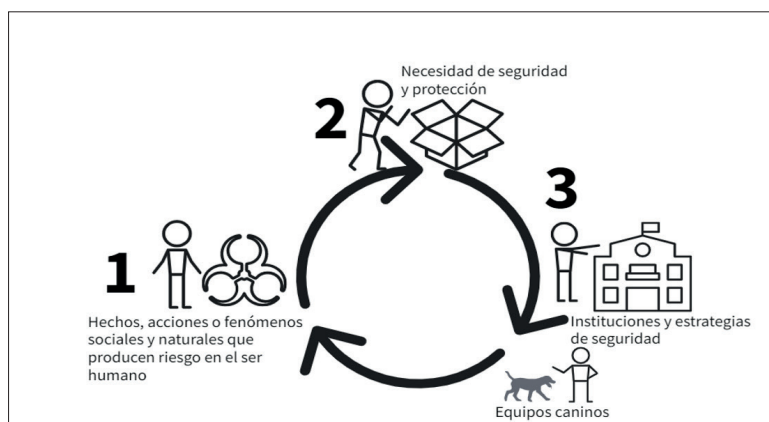 2
Necesidad de seguridad
y protección
3
1
Hechos, acciones o fenómenos
sociales y naturales que
producen riesgo en el ser
humano
Instituciones y estrategias
de seguridad
Equipos caninos